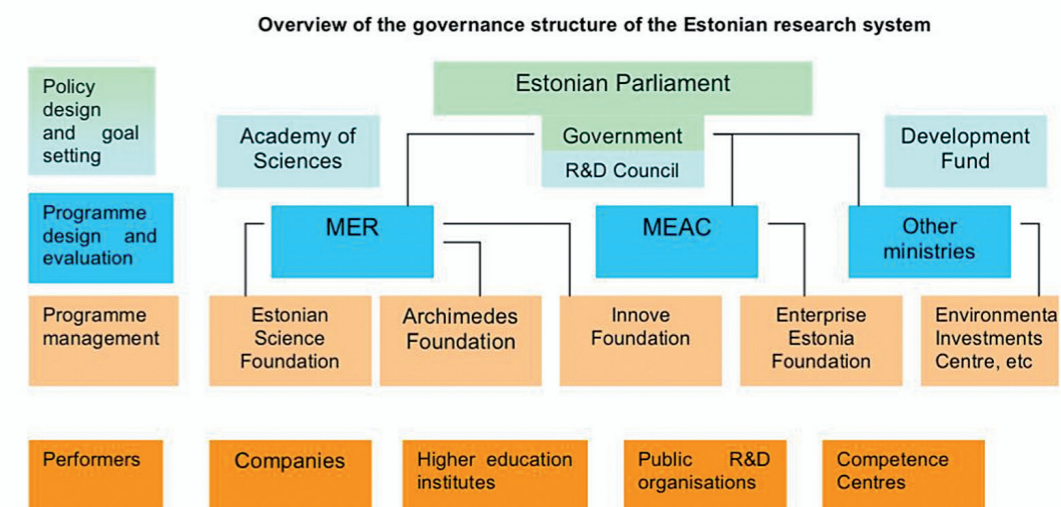 Overview of the governance structure of the Estonian research system
Policy
design
and goal
setting
Estonian Parliament
Academy of
Sciences
Government
R&D Council
Development
Fund
Programme
design and
evaluation
MER
MEAC
Other
ministries
Programme
management
Estonian
Science
Foundation
Archimedes
Foundation
Innove
Foundation
Enterprise
Estonia
Foundation
Environmenta
Investments
Centre, etc
Performers
Companies
Higher education
institutes
Public R&D
organisations
Competence
Centres